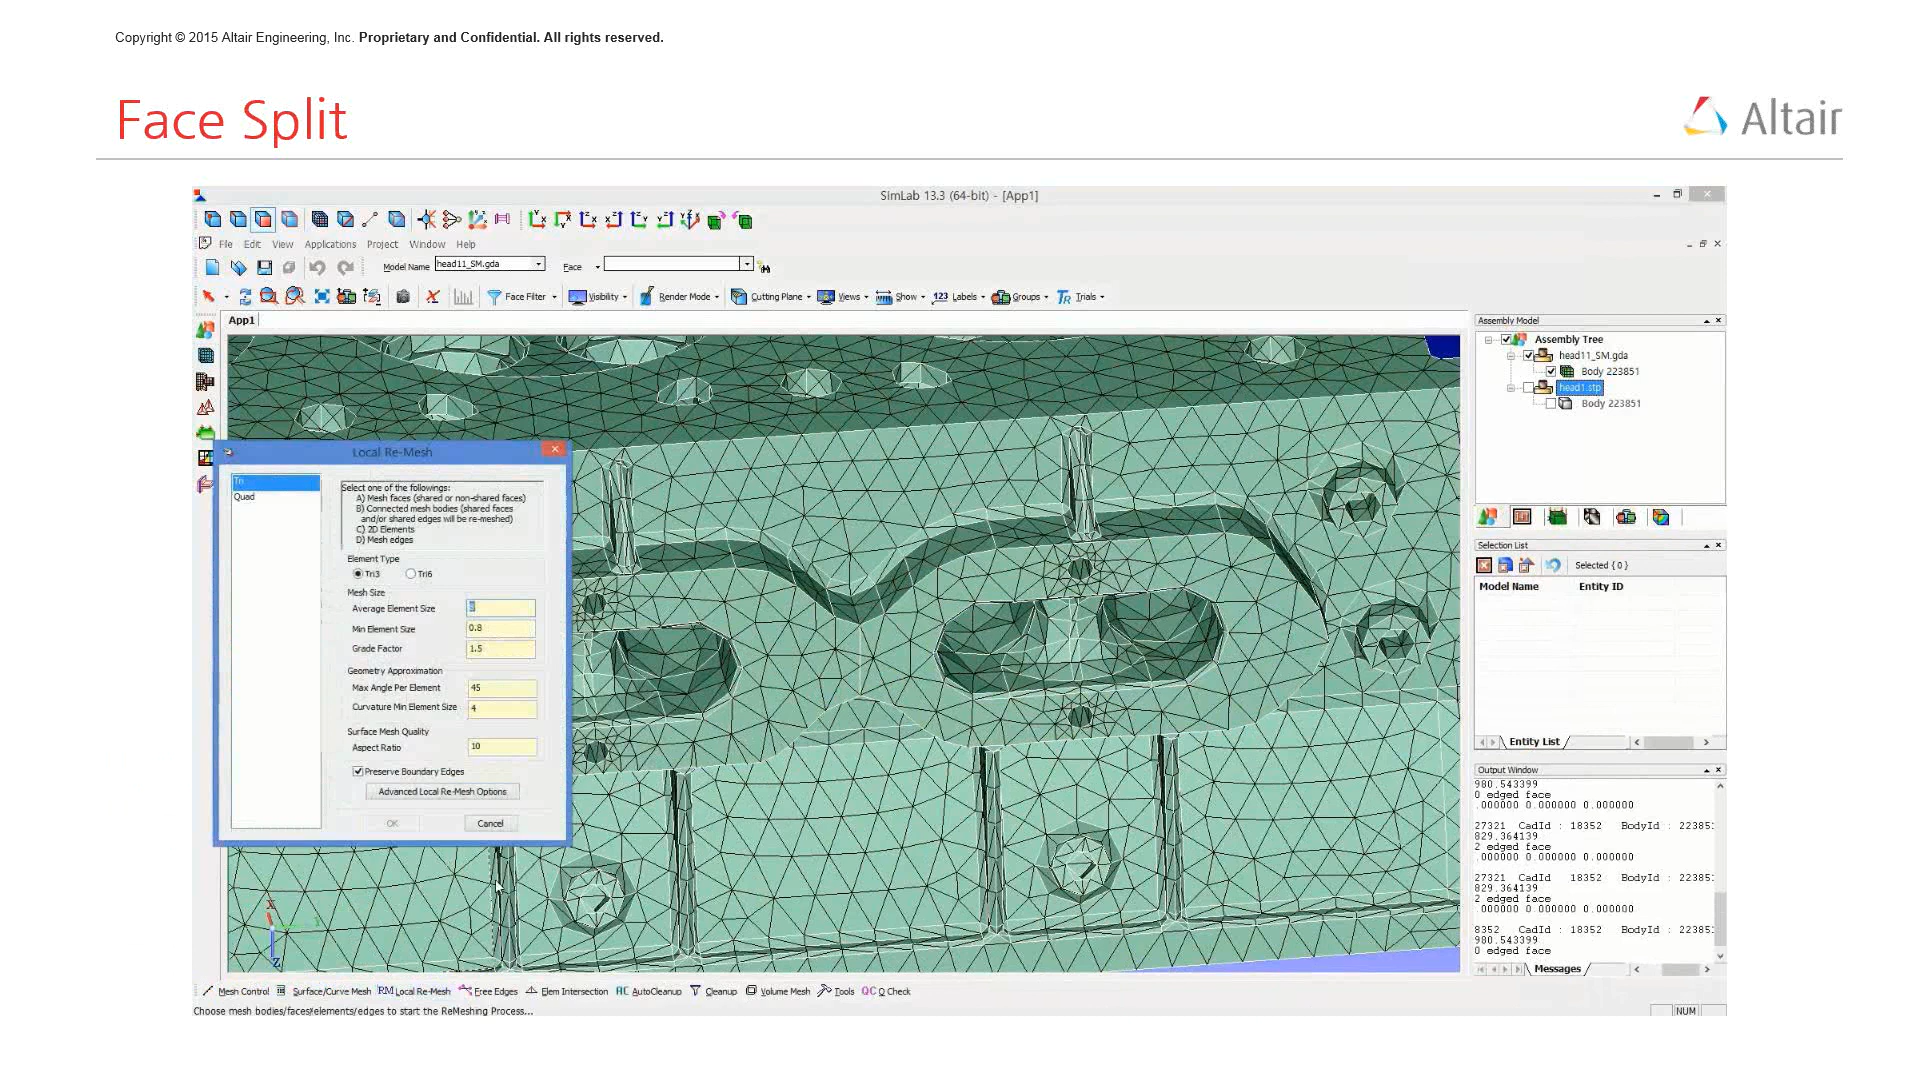 Copyright © 2015 Altair Engineering, Inc. Proprietary and Confidential. All rights reserved.
Face Split
Altair
SimLab 13.3 (64-bit) - [App1]
File Edit View Applications Project Window Help
Model Name head11_SM.gda Face
Face Filter Visibility Render Mode Cutting Plane Views Show 123 Labels Groups TR Trials
App1
Assembly Model
Assembly Tree
head11_SM.gda
Body 223851
head1.stp
Body 223851
Local Re-Mesh
Tri
Quad
Select one of the followings:
A) Mesh faces (shared or non-shared faces)
B) Connected mesh bodies (shared faces
and/or shared edges will be re-meshed)
C) 2D Elements
D) Mesh edges
Element Type
Tri3 Tri6
Mesh Size
Average Element Size
Min Element Size 0.8
Grade Factor 1.5
Geometry Approximation
Max Angle Per Element 45
Curvature Min Element Size 4
Surface Mesh Quality
Aspect Ratio 10
Preserve Boundary Edges
Advanced Local Re-Mesh Options
OK Cancel
X
Y
Z
Selection List
Selected { 0 }
Model Name Entity ID
Entity List
Output Window
980.543399
0 edged face
.000000 0.000000 0.000000
27321 CadId : 18352 BodyId : 22385
829.364139
2 edged face
.000000 0.000000 0.000000
27321 CadId 18352 BodyId : 22385
829.364139
2 edged face
.000000 0.000000 0.000000
8352 CadId : 18352 BodyId : 22385
980.543399
0 edged face
Messages
Mesh Control Surface/Curve Mesh RM Local Re-Mesh Free Edges Elem Intersection AC AutoCleanup Cleanup Volume Mesh Tools QC Q Check
Choose mesh bodies/faces/elements/edges to start the ReMeshing Process...
NUM